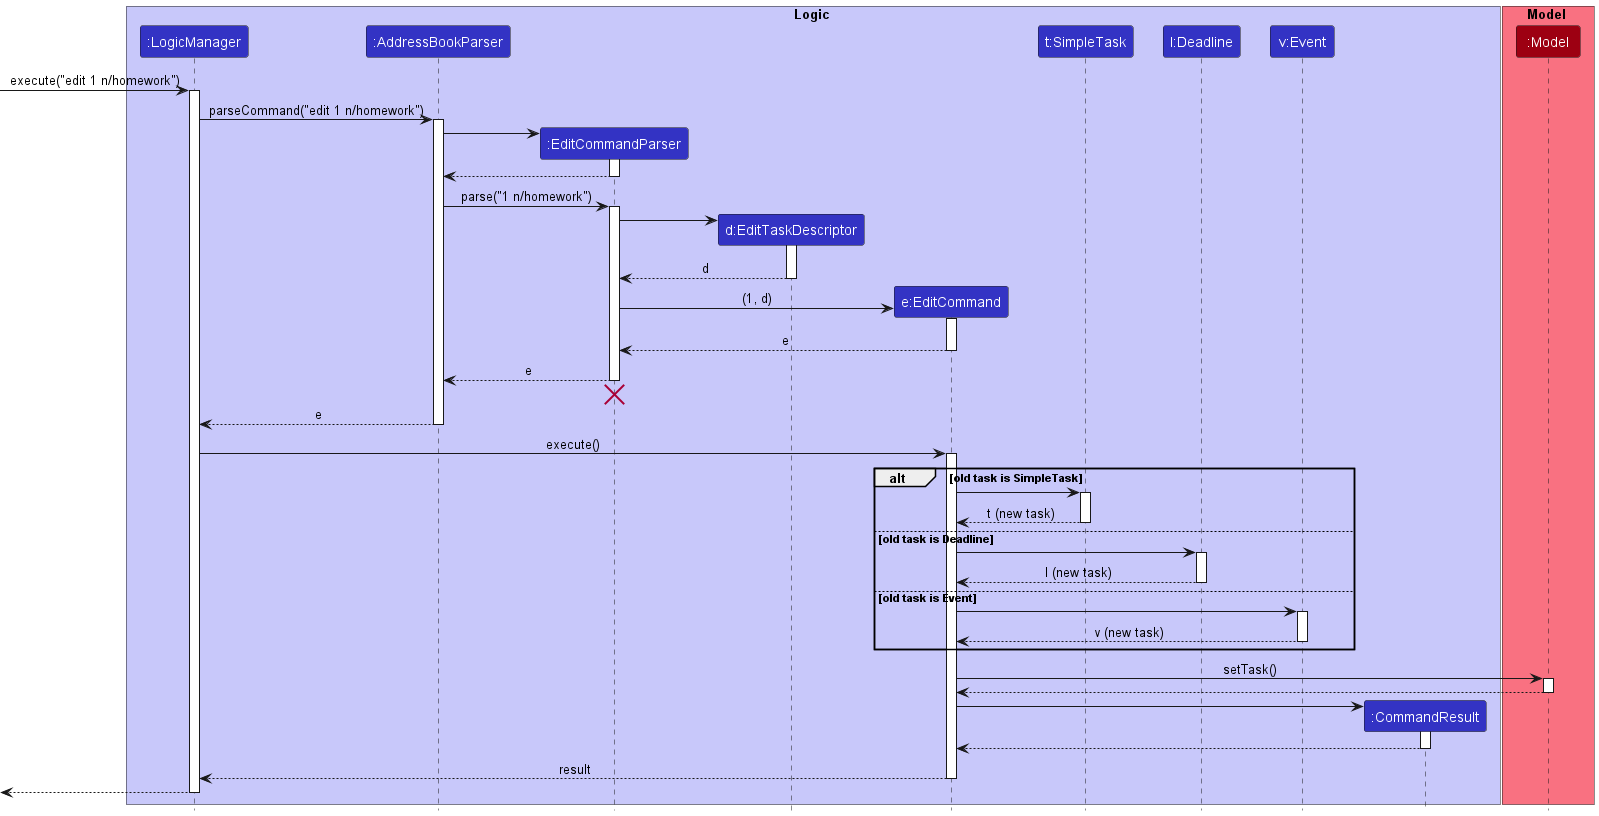 Logic
Model
:LogicManager
:AddressBookParser
t:SimpleTask
l:Deadline
v:Event
:Model
execute("edit 1 n/homework")
parseCommand("edit 1 n/homework")
:EditCommandParser
parse("1 n/homework")
d:EditTaskDescriptor
d
(1, d)
e:EditCommand
e
e
e
execute()
alt
[old task is SimpleTask]
t (new task)
[old task is Deadline]
l (new task)
[old task is Event]
v (new task)
setTask()
:CommandResult
result